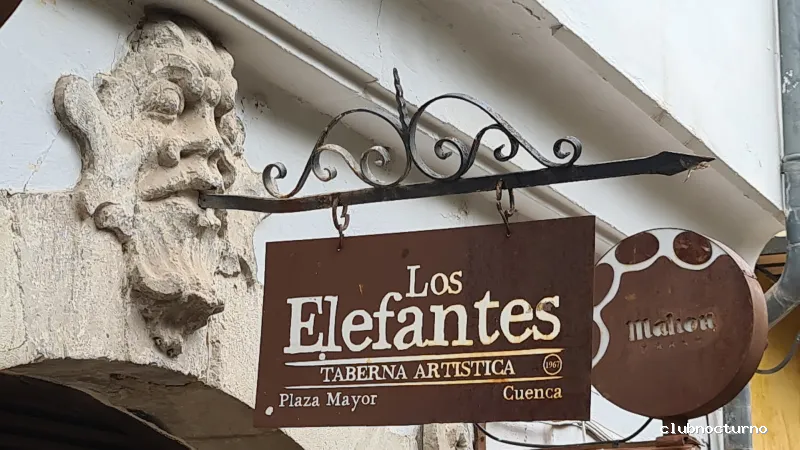 Los
Elefantes
TABERNA ARTISTICA 1967
Plaza Mayor Cuenca
Mahou
clubnocturno